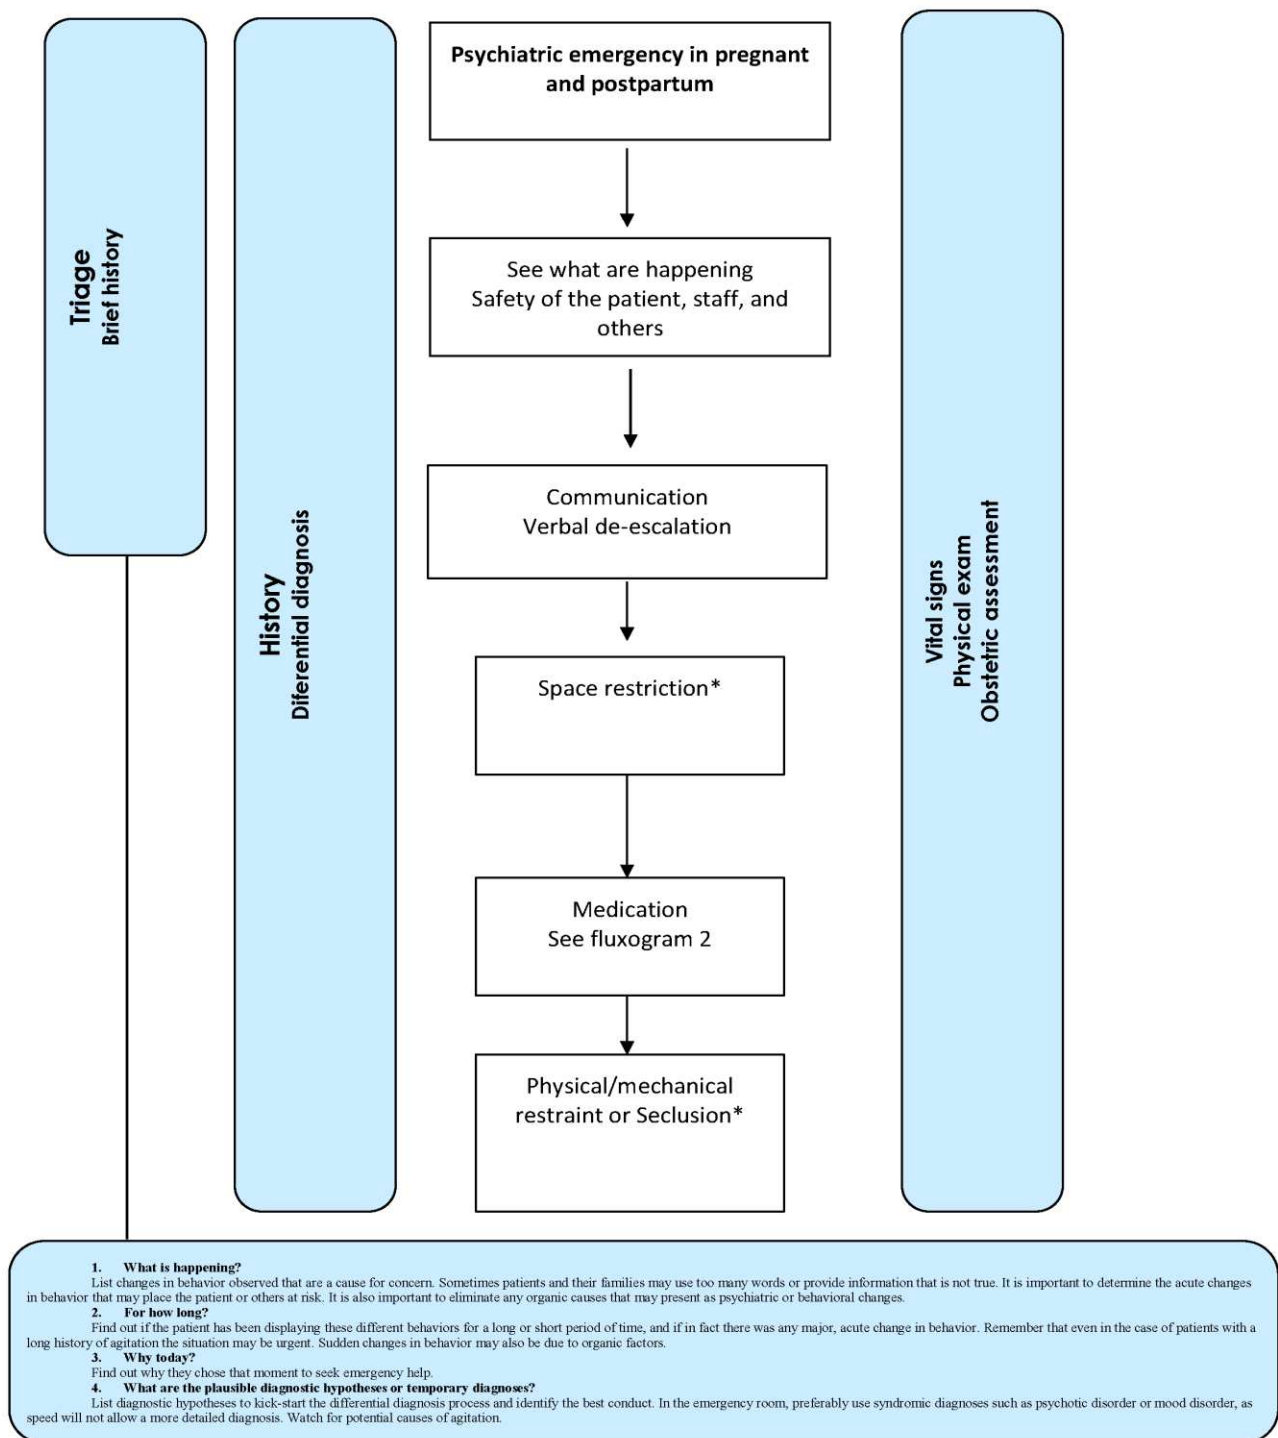 Triage
Brief history
History
Diferential diagnosis
Psychiatric emergency in pregnant
and postpartum
See what are happening
Safety of the patient, staff, and
others
Communication
Verbal de-escalation
Space restriction*
Medication
See fluxogram 2
Physical/mechanical
restraint or Seclusion*
Vital signs
Physical exam
Obstetric assessment
1. What is happening?
List changes in behavior observed that are a cause for concern. Sometimes patients and their families may use too many words or provide information that is not true. It is important to determine the acute changes
in behavior that may place the patient or others at risk. It is also important to eliminate any organic causes that may present as psychiatric or behavioral changes.
2. For how long?
Find out if the patient has been displaying these different behaviors for a long or short period of time, and if in fact there was any major, acute change in behavior. Remember that even in the case of patients with a
long history of agitation the situation may be urgent. Sudden changes in behavior may also be due to organic factors.
3. Why today?
Find out why they chose that moment to seek emergency help.
4. What are the plausible diagnostic hypotheses or temporary diagnoses?
List diagnostic hypotheses to kick-start the differential diagnosis process and identify the best conduct. In the emergency room, preferably use syndromic diagnoses such as psychotic disorder or mood disorder, as
speed will not allow a more detailed diagnosis. Watch for potential causes of agitation.